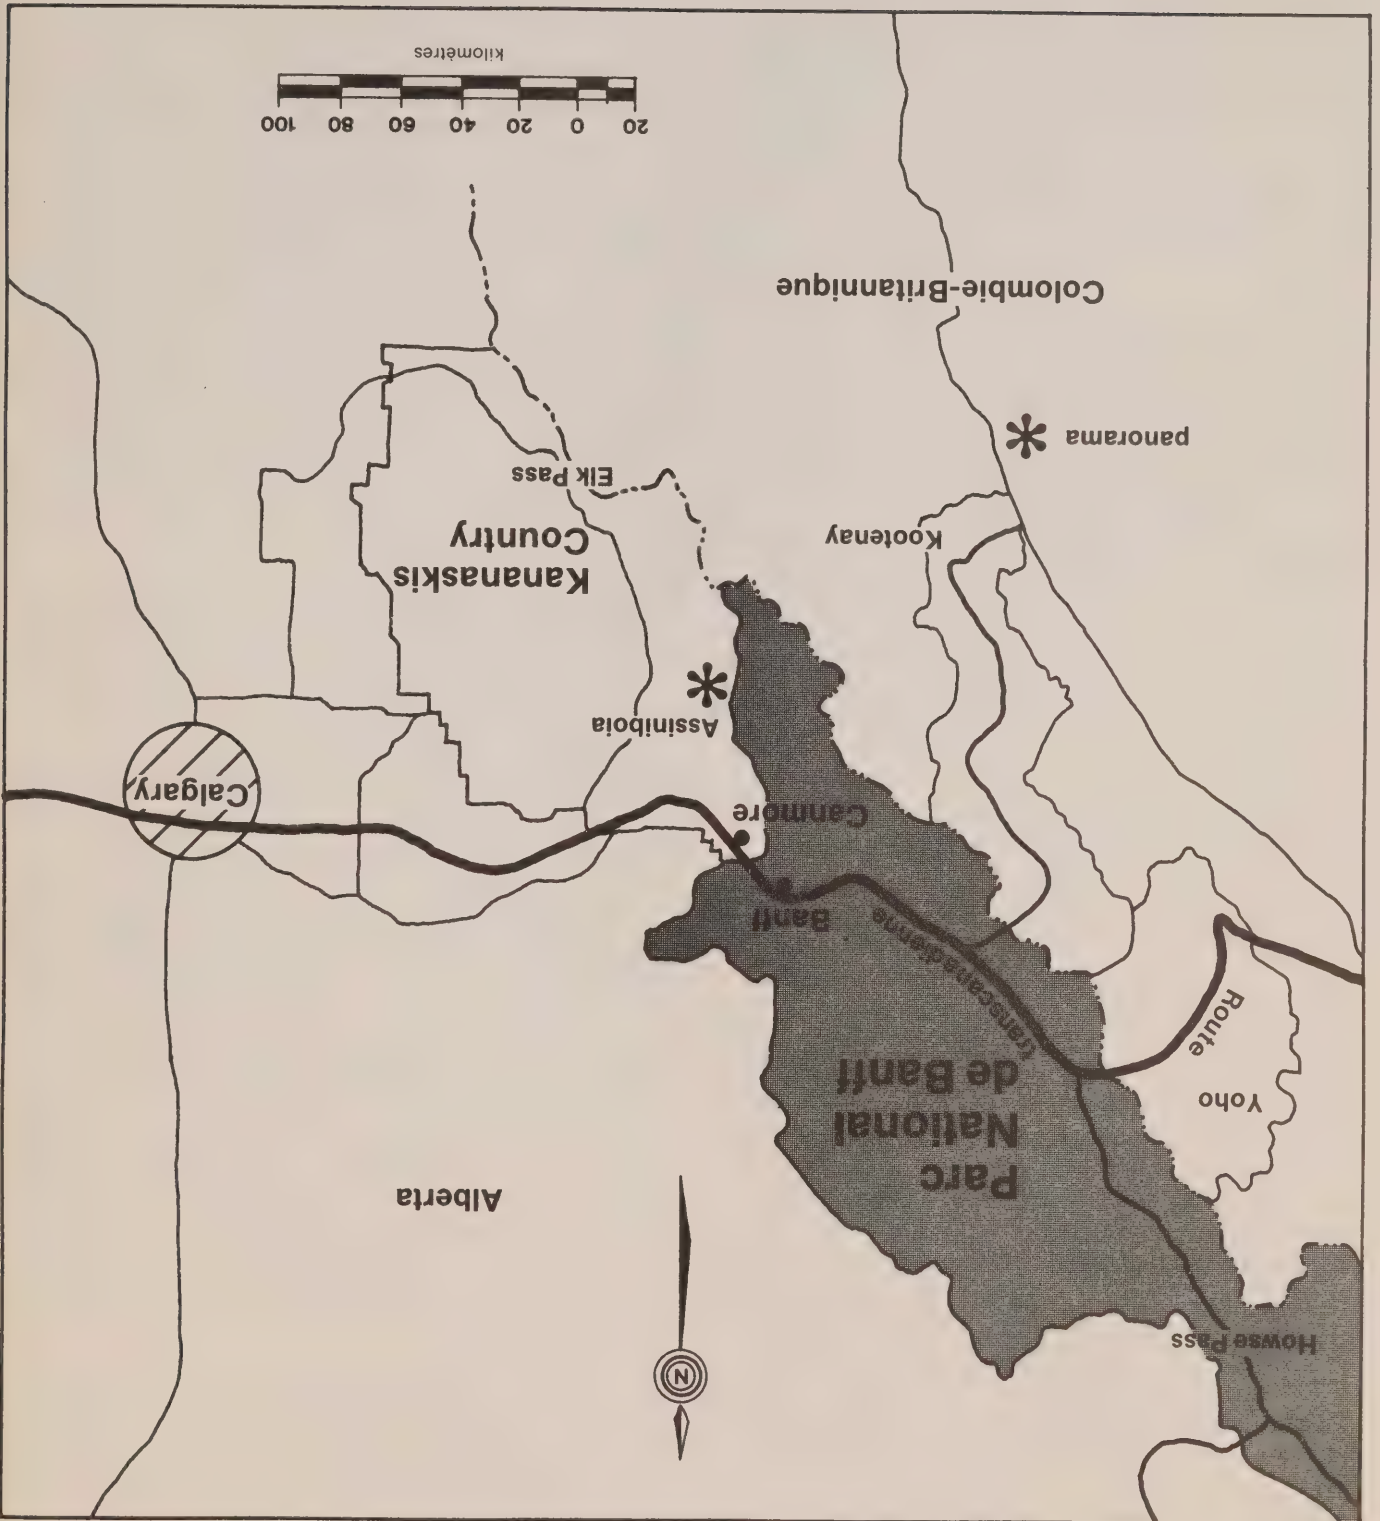 Howse Pass
Alberta
Parc
National
de Banff
Yoho
Route
transcanadienne
Banff
Canmore
Calgary
Assiniboia
Kananaskis
Country
Kootenay
Elk Pass
panorama
Colombie-Britannique
N
20 0 20 40 60 80 100
kilomètres